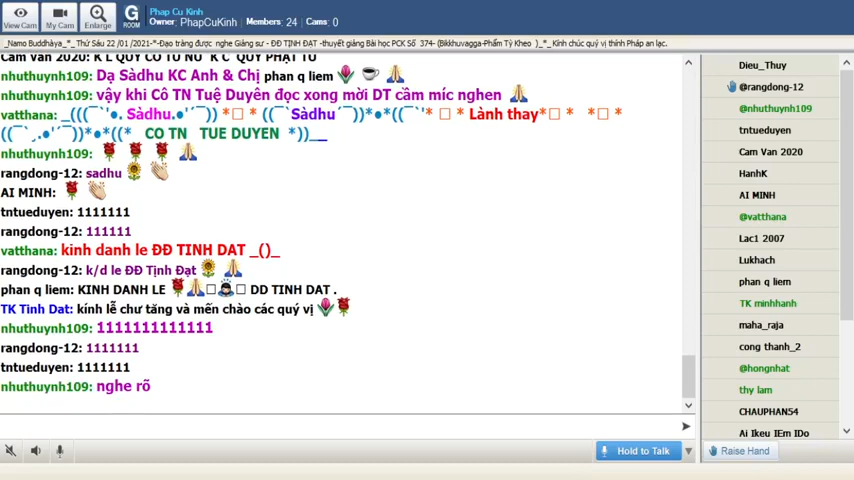 Phap Cu Kinh
Owner: PhapCuKinh Members: 24 Cams: 0
View Cam
My Cam
Enlarge
G
ROOM
_Namo Buddhàya_*_ Thứ Sáu 22 /01/2021-*-Đạo tràng được nghe Giảng sư - ĐĐ TỊNH ĐẠT -thuyết giảng Bài học PCK Số 374- (Bikkhuvagga-Phẩm Tỳ Kheo )_*_ Kính chúc quý vị thính Pháp an lạc.
nhuthuynh109: Dạ Sàdhu KC Anh & Chị phan q liem
nhuthuynh109: vậy khi Cô TN Tuệ Duyên đọc xong mời DT cầm míc nghen
vatthana: Sàdhu Sàdhu Lành thay
CO TN TUE DUYEN
nhuthuynh109:
rangdong-12: sadhu
AI MINH:
tntueduyen: 1111111
rangdong-12: 111111
vatthana: kinh danh le ĐĐ TINH DAT _()_
rangdong-12: k/d le ĐĐ Tịnh Đạt
phan q liem: KINH DANH LE DD TINH DAT .
TK Tinh Dat: kính lễ chư tăng và mến chào các quý vị
nhuthuynh109: 1111111111111
rangdong-12: 1111111
tntueduyen: 1111111
nhuthuynh109: nghe rõ
Dieu_Thuy
@rangdong-12
@nhuthuynh109
tntueduyen
Cam Van 2020
HanhK
AI MINH
@vatthana
Lac1 2007
Lukhach
phan q liem
TK minhhanh
maha_raja
cong thanh_2
@hongnhat
thy lam
CHAUPHAN54
Ai Ikeu IEm IDo
Hold to Talk
Raise Hand